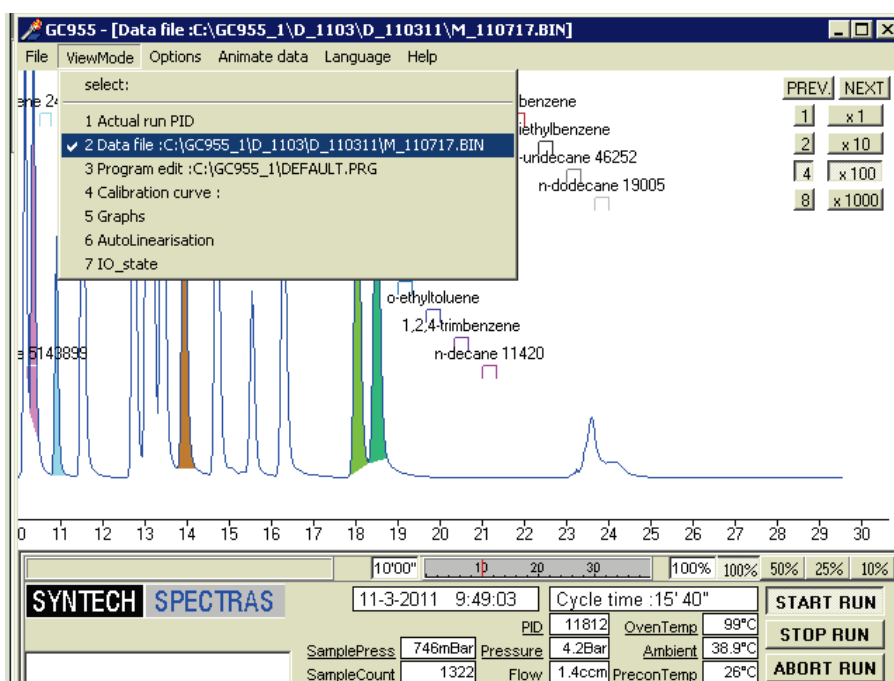 GC955 - [Data file :C:\GC955_1\D_1103\D_110311\M_110717.BIN]
File ViewMode Options Animate data Language Help
select:
1 Actual run PID
2 Data file :C:\GC955_1\D_1103\D_110311\M_110717.BIN
3 Program edit :C:\GC955_1\DEFAULT.PRG
4 Calibration curve :
5 Graphs
6 AutoLinearisation
7 IO_state
PREV. NEXT
1 x 1
2 x 10
4 x 100
8 x 1000
ene 24
benzene
iethylbenzene
-undecane 46252
n-dodecane 19005
o-ethyltoluene
1,2,4-trimbenzene
n-decane 11420
e 5143899
0 11 12 13 14 15 16 17 18 19 20 21 22 23 24 25 26 27 28 29 30
10'00" 10 20 30 100% 100% 50% 25% 10%
SYNTECH SPECTRAS
11-3-2011 9:49:03
Cycle time :15' 40"
START RUN
PID 11812 OvenTemp 99°C
STOP RUN
SamplePress 746mBar Pressure 4.2Bar Ambient 38.9°C
SampleCount 1322 Flow 1.4ccm PreconTemp 26°C
ABORT RUN